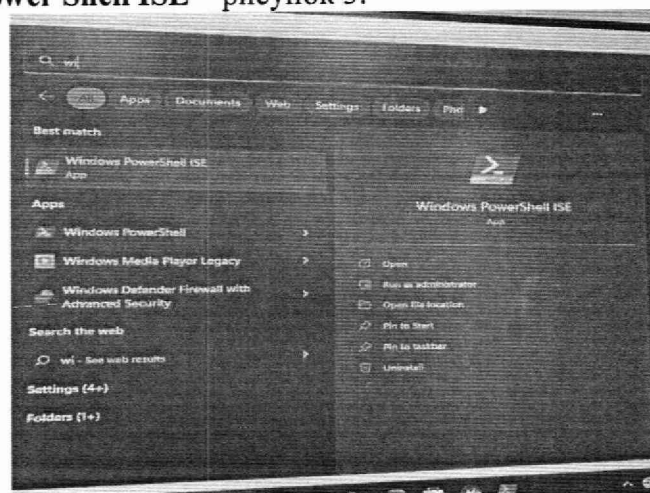 ower Shell ISE – рисунок 3.
wi
All Apps Documents Web Settings Folders Pho
Best match
Windows PowerShell ISE
App
Apps
Windows PowerShell
Windows Media Player Legacy
Windows Defender Firewall with
Advanced Security
Search the web
wi - See web results
Settings (4+)
Folders (1+)
Windows PowerShell ISE
App
Open
Run as administrator
Open file location
Pin to Start
Pin to taskbar
Uninstall